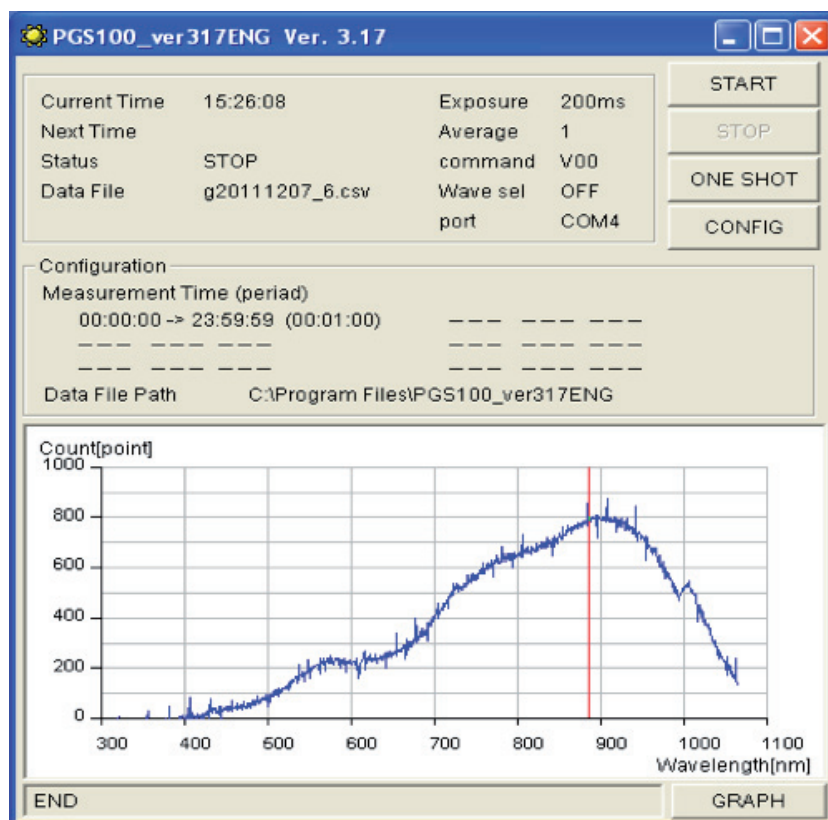 PGS100_ver317ENG Ver. 3.17
Current Time 15:26:08 Exposure 200ms
Next Time Average 1
Status STOP command V00
Data File g20111207_6.csv Wave sel OFF
port COM4
START
STOP
ONE SHOT
CONFIG
Configuration
Measurement Time (periad)
00:00:00 -> 23:59:59 (00:01:00) --- --- ---
--- --- --- --- --- ---
--- --- --- --- --- ---
Data File Path C:\Program Files\PGS100_ver317ENG
Count[point]
1000
800
600
400
200
0
300 400 500 600 700 800 900 1000 1100
Wavelength[nm]
END GRAPH